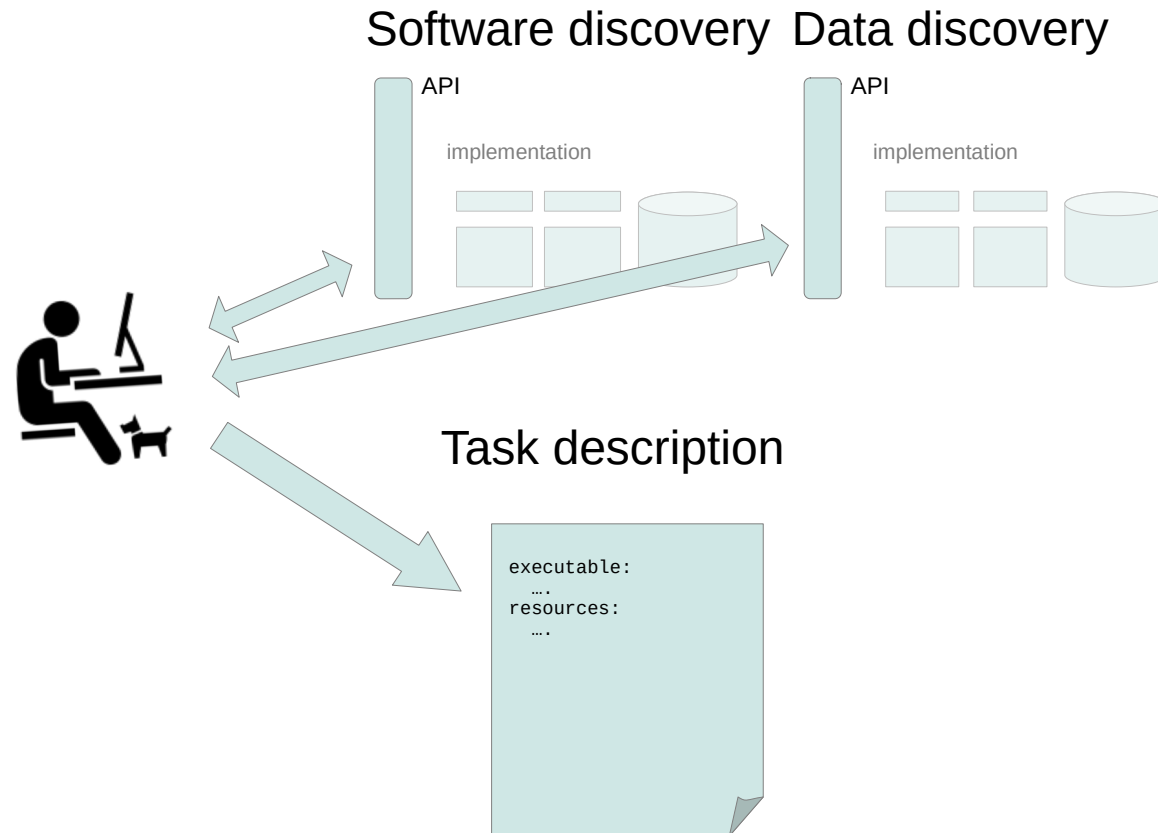 Software discovery
Data discovery
API
API
implementation
implementation
Task description
executable:
….
resources:
….